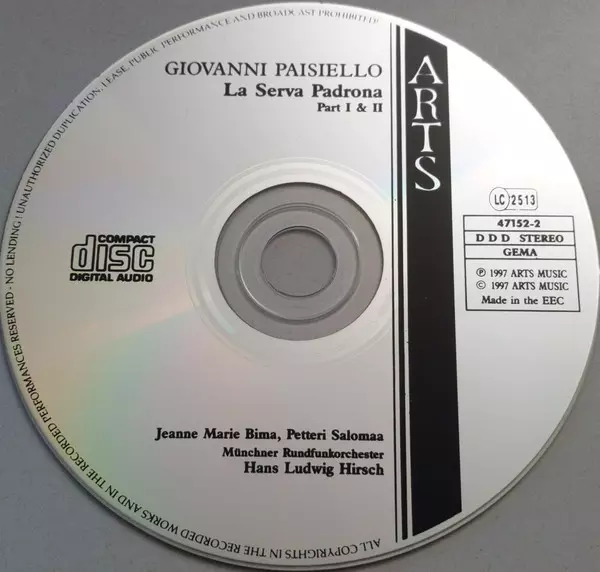 GIOVANNI PAISIELLO
La Serva Padrona
Part I & II
ARTS
LC 2513
47152-2
D D D STEREO
GEMA
℗ 1997 ARTS MUSIC
© 1997 ARTS MUSIC
Made in the EEC
COMPACT
disc
DIGITAL AUDIO
Jeanne Marie Bima, Petteri Salomaa
Münchner Rundfunkorchester
Hans Ludwig Hirsch
ALL COPYRIGHTS IN THE RECORDED WORKS AND IN THE RECORDED PERFORMANCES RESERVED - NO LENDING! UNAUTHORIZED DUPLICATION, LEASE, PUBLIC PERFORMANCE AND BROADCAST PROHIBITED!